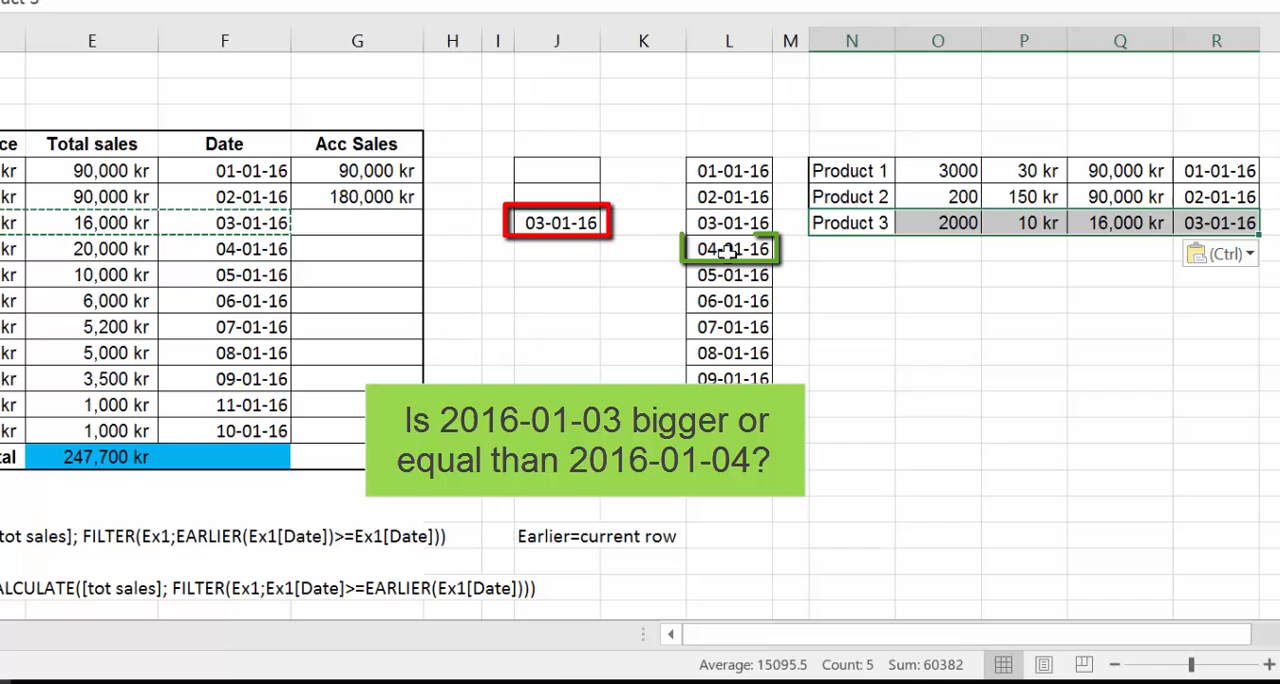 E F G H I J K L M N O P Q R
ce Total sales Date Acc Sales
kr 90,000 kr 01-01-16 90,000 kr 01-01-16 Product 1 3000 30 kr 90,000 kr 01-01-16
kr 90,000 kr 02-01-16 180,000 kr 02-01-16 Product 2 200 150 kr 90,000 kr 02-01-16
kr 16,000 kr 03-01-16 03-01-16 03-01-16 Product 3 2000 10 kr 16,000 kr 03-01-16
kr 20,000 kr 04-01-16 04-01-16 (Ctrl)
kr 10,000 kr 05-01-16 05-01-16
kr 6,000 kr 06-01-16 06-01-16
kr 5,200 kr 07-01-16 07-01-16
kr 5,000 kr 08-01-16 08-01-16
kr 3,500 kr 09-01-16 09-01-16
kr 1,000 kr 11-01-16
kr 1,000 kr 10-01-16
tal 247,700 kr
Is 2016-01-03 bigger or
equal than 2016-01-04?
tot sales]; FILTER(Ex1;EARLIER(Ex1[Date])>=Ex1[Date])) Earlier=current row
ALCULATE([tot sales]; FILTER(Ex1;Ex1[Date]>=EARLIER(Ex1[Date])))
Average: 15095.5 Count: 5 Sum: 60382